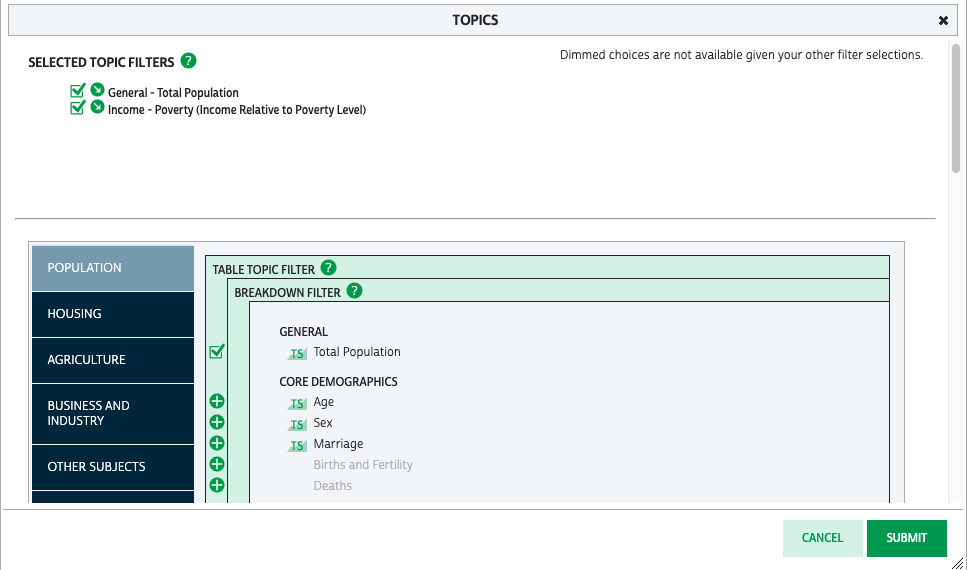 TOPICS
Dimmed choices are not available given your other filter selections.
SELECTED TOPIC FILTERS ?
General - Total Population
Income - Poverty (Income Relative to Poverty Level)
POPULATION
HOUSING
AGRICULTURE
BUSINESS AND
INDUSTRY
OTHER SUBJECTS
TABLE TOPIC FILTER ?
BREAKDOWN FILTER ?
GENERAL
TS Total Population
CORE DEMOGRAPHICS
TS Age
TS Sex
TS Marriage
Births and Fertility
Deaths
CANCEL
SUBMIT